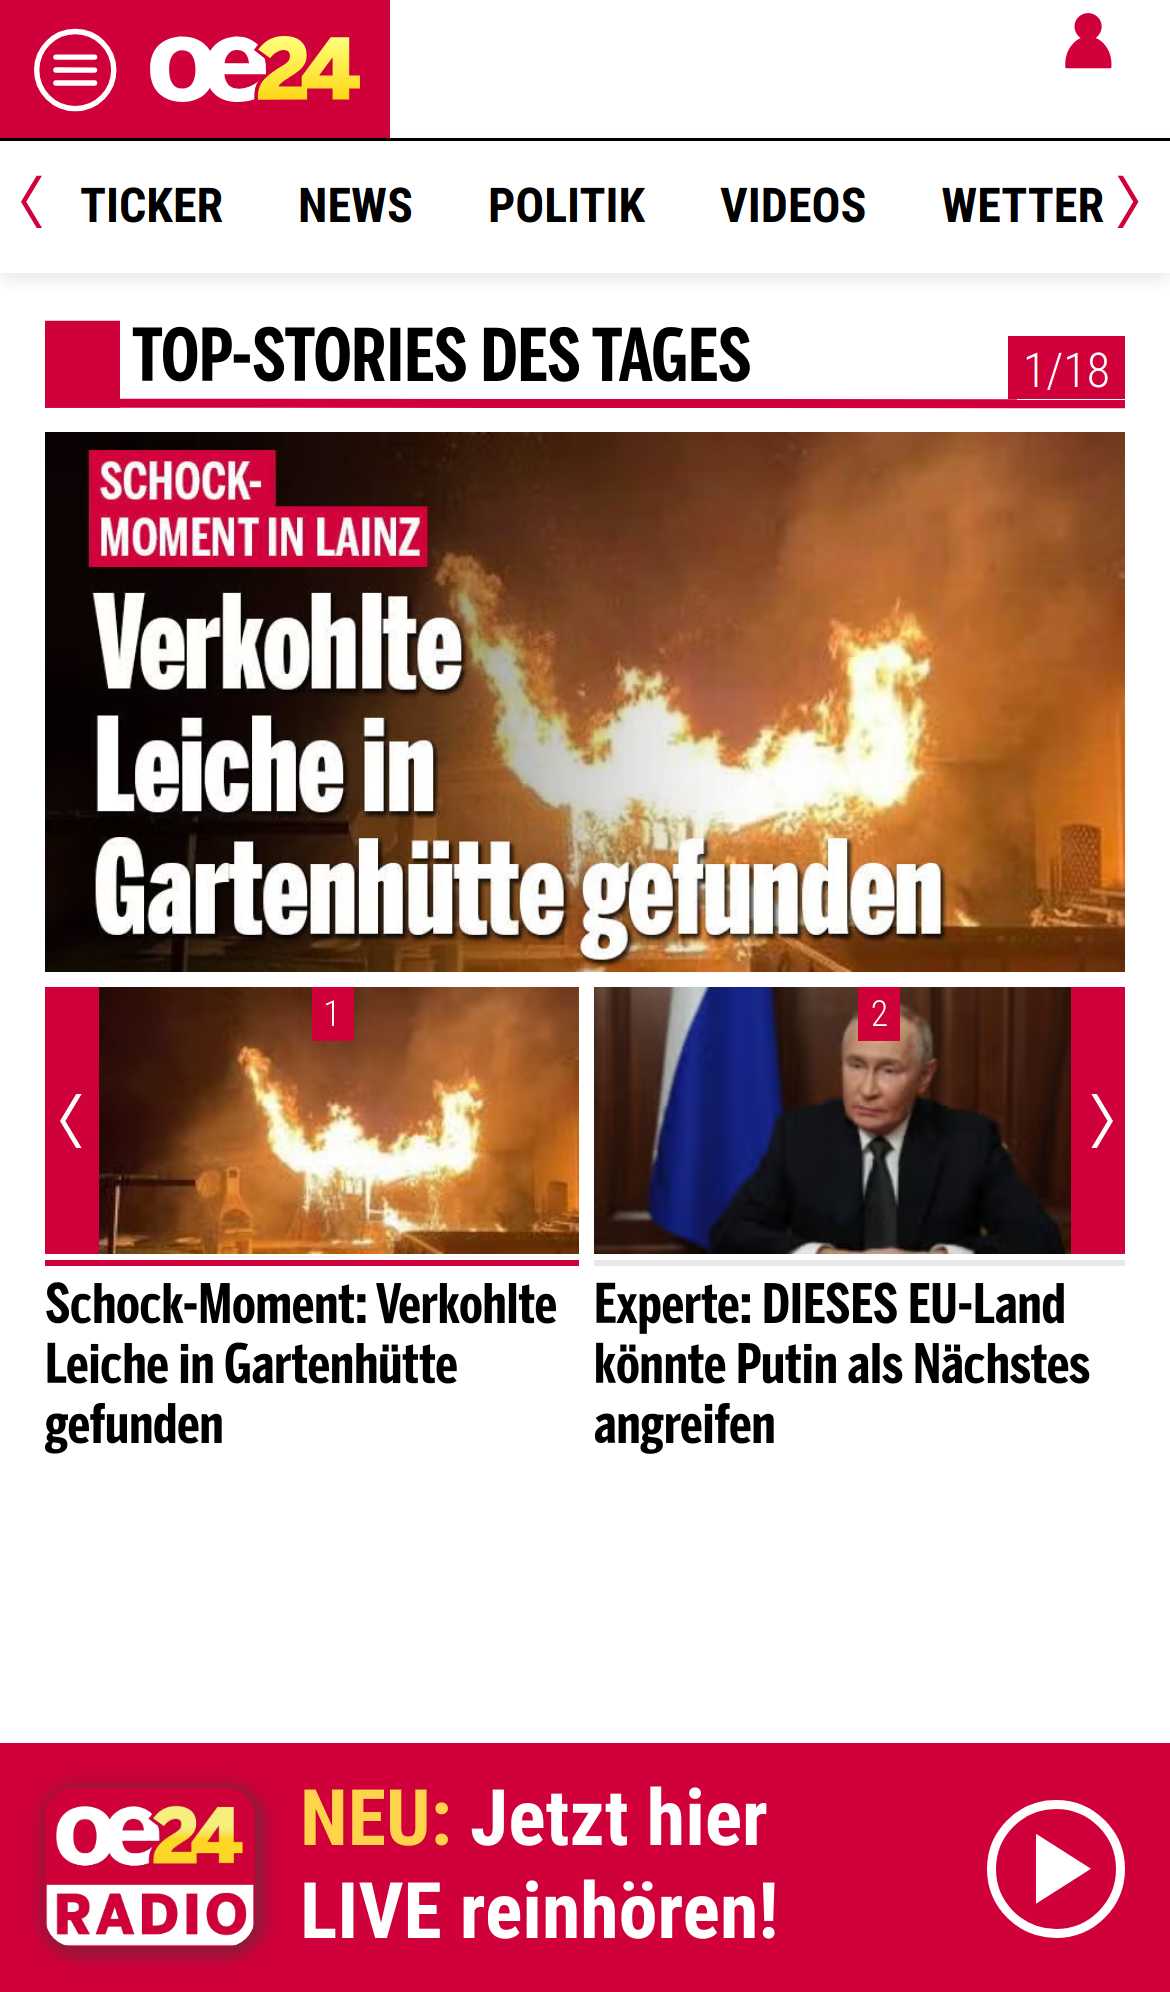 oe24
TICKER NEWS POLITIK VIDEOS WETTER
TOP-STORIES DES TAGES
1/18
SCHOCK-
MOMENT IN LAINZ
Verkohlte
Leiche in
Gartenhütte gefunden
1
2
Schock-Moment: Verkohlte
Leiche in Gartenhütte
gefunden
Experte: DIESES EU-Land
könnte Putin als Nächstes
angreifen
oe24
RADIO
NEU: Jetzt hier
LIVE reinhören!